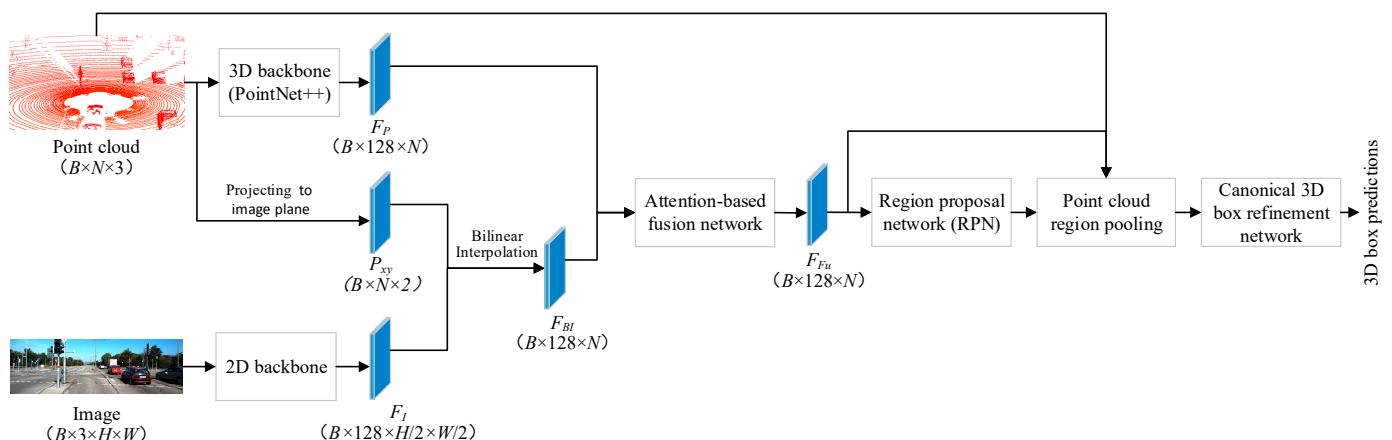 3D backbone
(PointNet++)
Point cloud
（B×N×3）
F_P
（B×128×N）
Projecting to
image plane
P_xy
（B×N×2）
Bilinear
Interpolation
F_BI
（B×128×N）
Image
（B×3×H×W）
2D backbone
F_I
（B×128×H/2×W/2）
Attention-based
fusion network
F_Fu
（B×128×N）
Region proposal
network (RPN)
Point cloud
region pooling
Canonical 3D
box refinement
network
3D box predictions